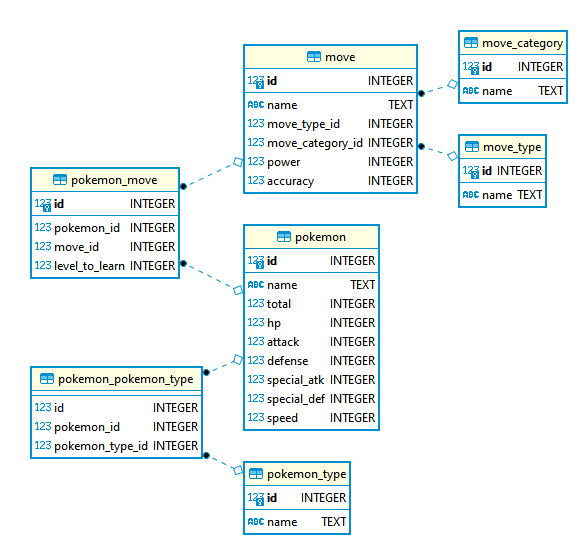 move
123 id INTEGER
ABC name TEXT
123 move_type_id INTEGER
123 move_category_id INTEGER
123 power INTEGER
123 accuracy INTEGER
move_category
123 id INTEGER
ABC name TEXT
move_type
123 id INTEGER
ABC name TEXT
pokemon_move
123 id INTEGER
123 pokemon_id INTEGER
123 move_id INTEGER
123 level_to_learn INTEGER
pokemon
123 id INTEGER
ABC name TEXT
123 total INTEGER
123 hp INTEGER
123 attack INTEGER
123 defense INTEGER
123 special_atk INTEGER
123 special_def INTEGER
123 speed INTEGER
pokemon_pokemon_type
123 id INTEGER
123 pokemon_id INTEGER
123 pokemon_type_id INTEGER
pokemon_type
123 id INTEGER
ABC name TEXT